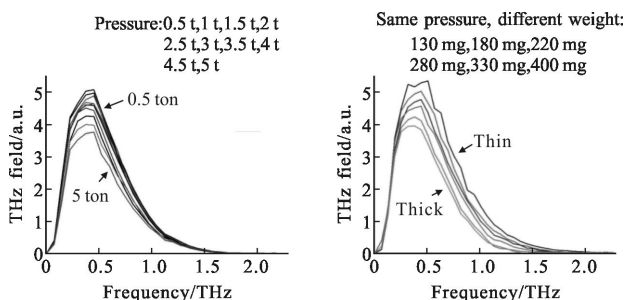 Pressure:0.5 t,1 t,1.5 t,2 t
2.5 t,3 t,3.5 t,4 t
4.5 t,5 t
5
4
3
2
1
0
THz field/a.u.
0.5 ton
5 ton
0.5
1.0
1.5
2.0
Frequency/THz
Same pressure, different weight:
130 mg,180 mg,220 mg
280 mg,330 mg,400 mg
5
4
3
2
1
0
THz field/a.u.
Thin
Thick
0.5
1.0
1.5
2.0
Frequency/THz